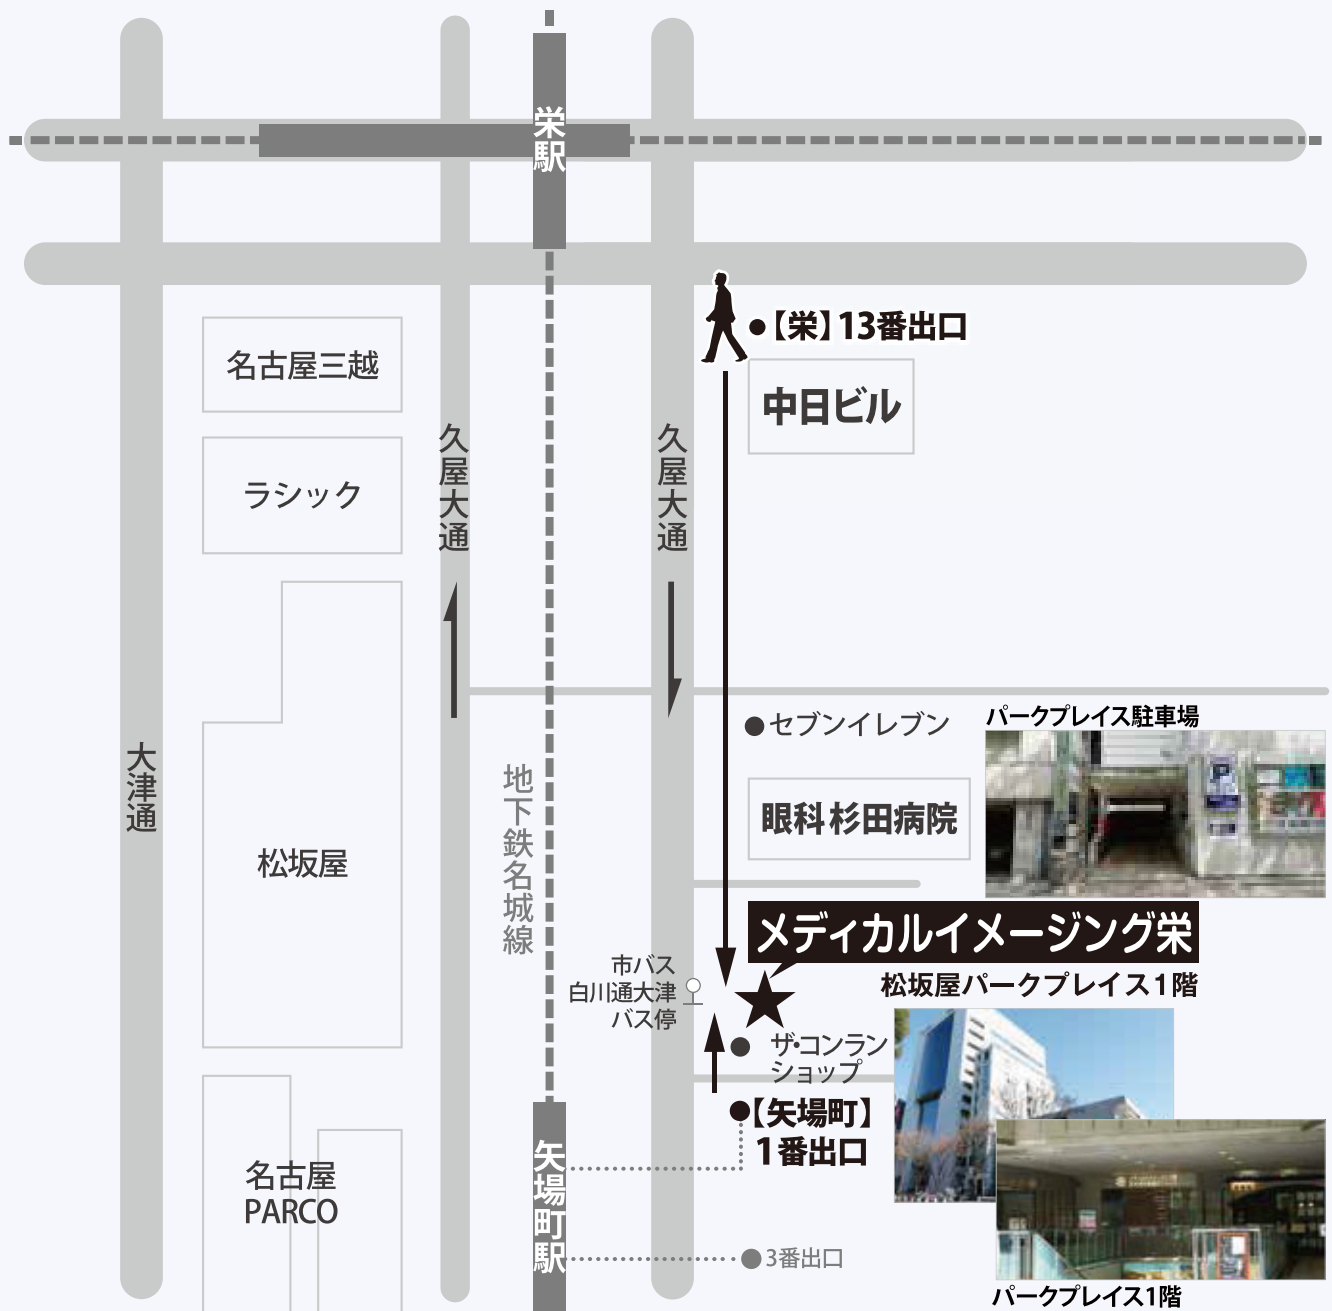 栄駅
【栄】13番出口
名古屋三越
中日ビル
久屋大通
久屋大通
ラシック
セブンイレブン
パークプレイス駐車場
P
大津通
地下鉄名城線
眼科 杉田病院
松坂屋
メディカルイメージング栄
松坂屋パークプレイス1階
市バス
白川通大津
バス停
ザ・コンラン
ショップ
【矢場町】
1番出口
矢場町駅
名古屋
PARCO
3番出口
パークプレイス1階